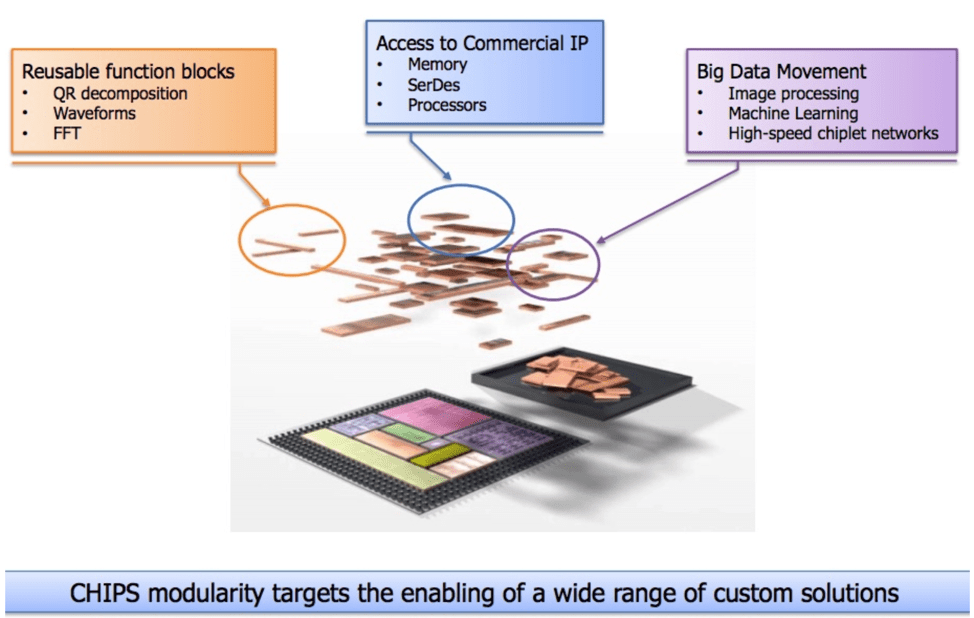 Reusable function blocks
• QR decomposition
• Waveforms
• FFT
Access to Commercial IP
• Memory
• SerDes
• Processors
Big Data Movement
• Image processing
• Machine Learning
• High-speed chiplet networks
CHIPS modularity targets the enabling of a wide range of custom solutions